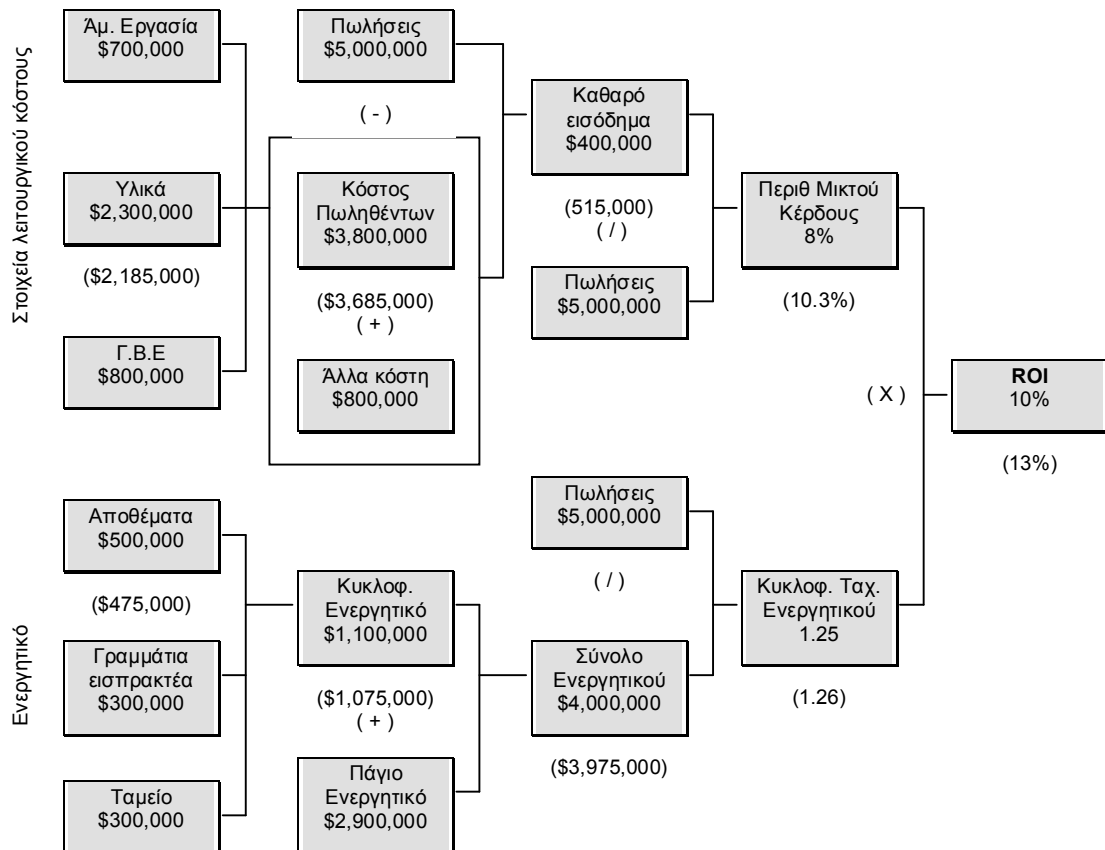 Στοιχεία λειτουργικού κόστους
Άμ. Εργασία
$700,000
Υλικά
$2,300,000
($2,185,000)
Γ.Β.Ε
$800,000
Πωλήσεις
$5,000,000
( - )
Κόστος
Πωληθέντων
$3,800,000
($3,685,000)
( + )
Άλλα κόστη
$800,000
Καθαρό
εισόδημα
$400,000
(515,000)
( / )
Πωλήσεις
$5,000,000
Περιθ Μικτού
Κέρδους
8%
(10.3%)
( X )
ROI
10%
(13%)
Ενεργητικό
Αποθέματα
$500,000
($475,000)
Γραμμάτια
εισπρακτέα
$300,000
Ταμείο
$300,000
Κυκλοφ.
Ενεργητικό
$1,100,000
($1,075,000)
( + )
Πάγιο
Ενεργητικό
$2,900,000
Πωλήσεις
$5,000,000
( / )
Σύνολο
Ενεργητικού
$4,000,000
($3,975,000)
Κυκλοφ. Ταχ.
Ενεργητικού
1.25
(1.26)